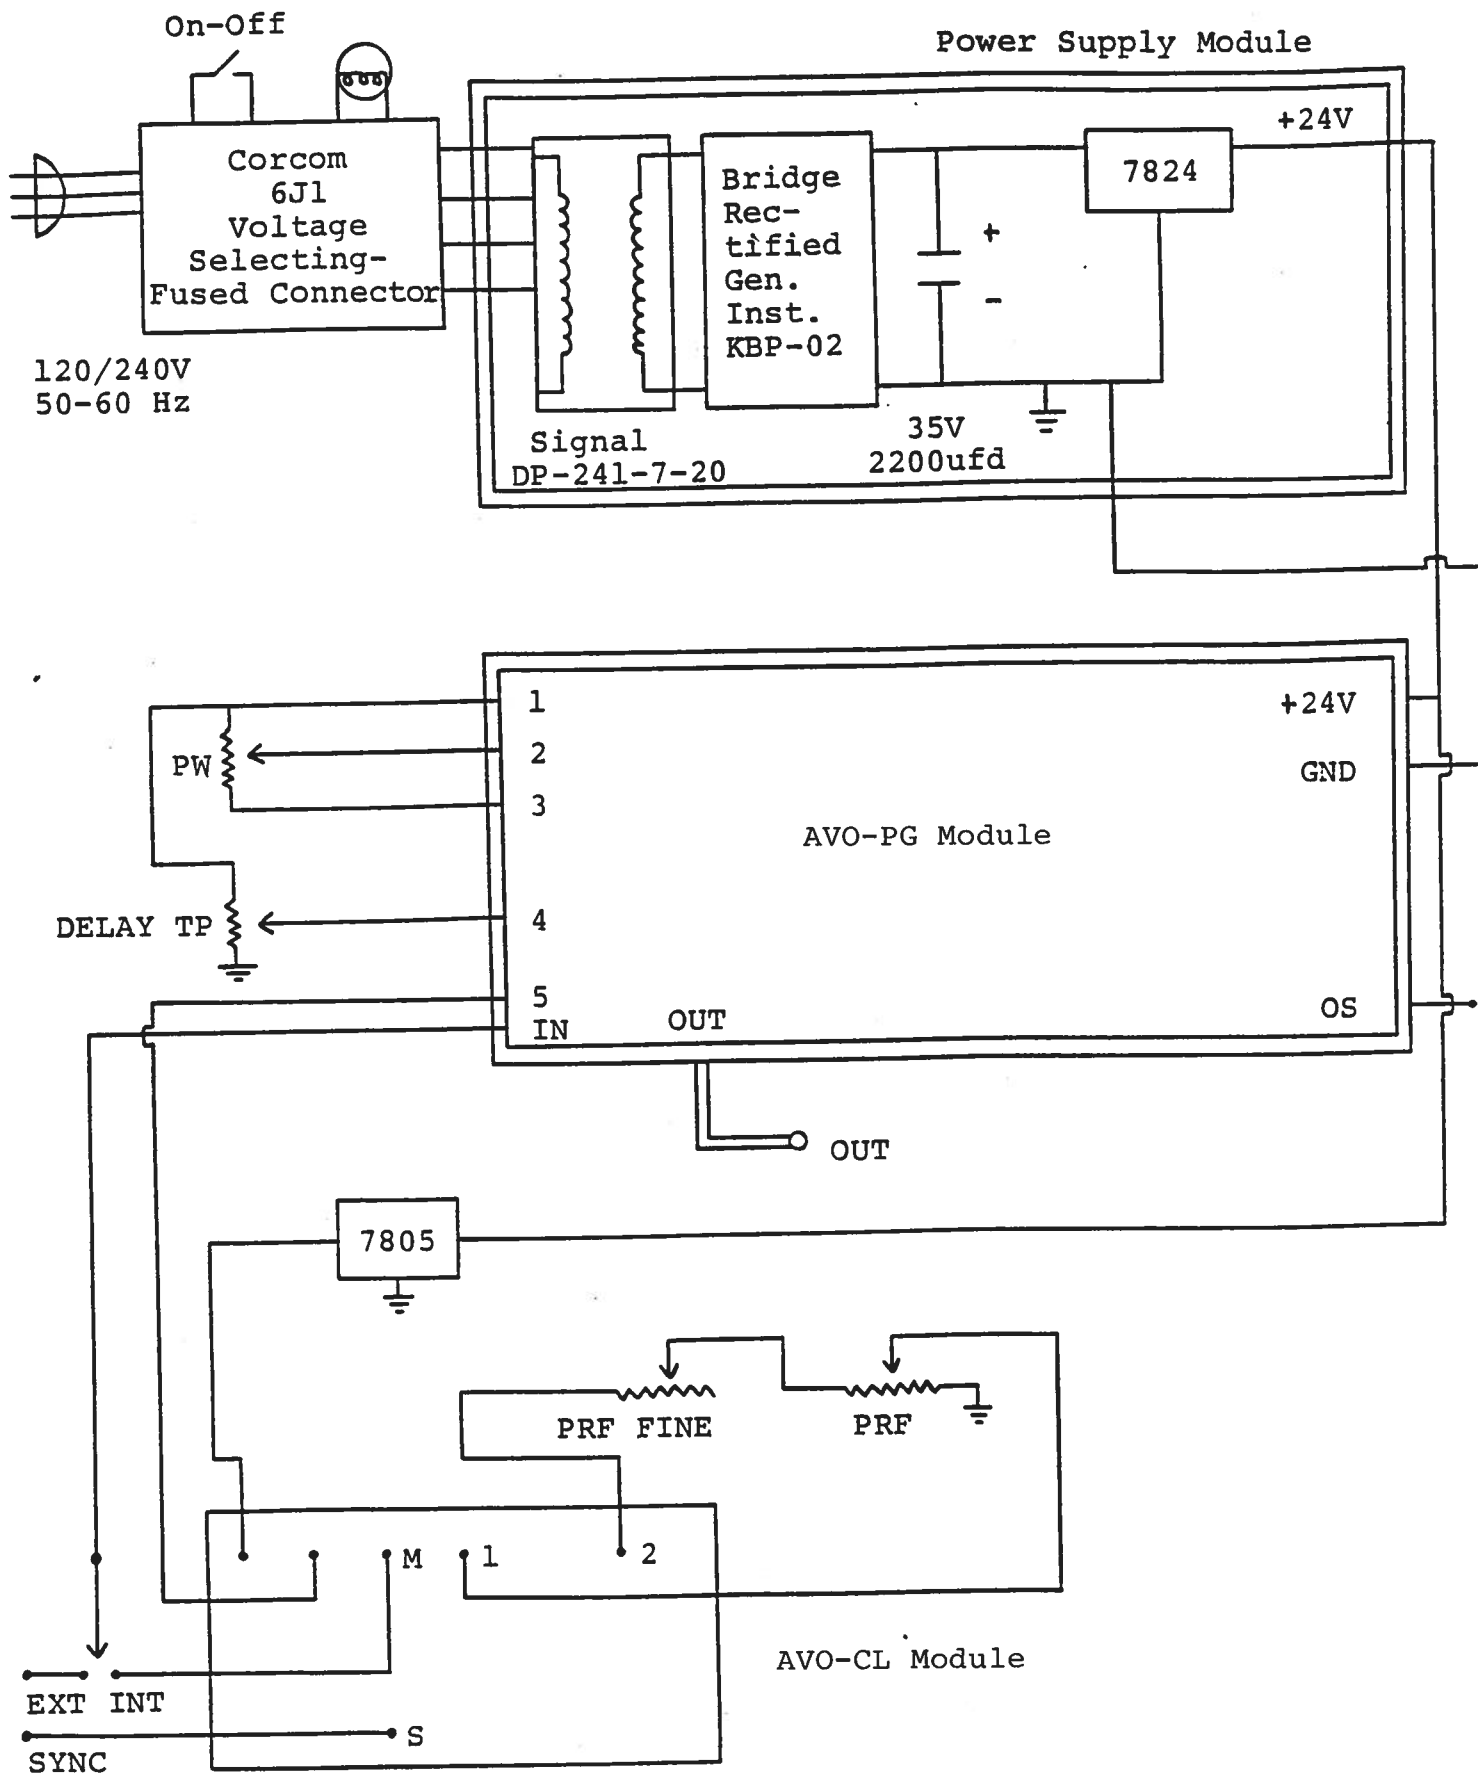 On-Off
Power Supply Module
+24V
Corcom
6J1
Voltage
Selecting-
Fused Connector
Bridge
Rec-
tified
Gen.
Inst.
KBP-02
7824
+
-
120/240V
50-60 Hz
Signal
DP-241-7-20
35V
2200ufd
1
+24V
PW
2
GND
3
AVO-PG Module
DELAY TP
4
5
OS
IN
OUT
OUT
7805
PRF FINE
PRF
M
1
2
AVO-CL Module
EXT INT
S
SYNC